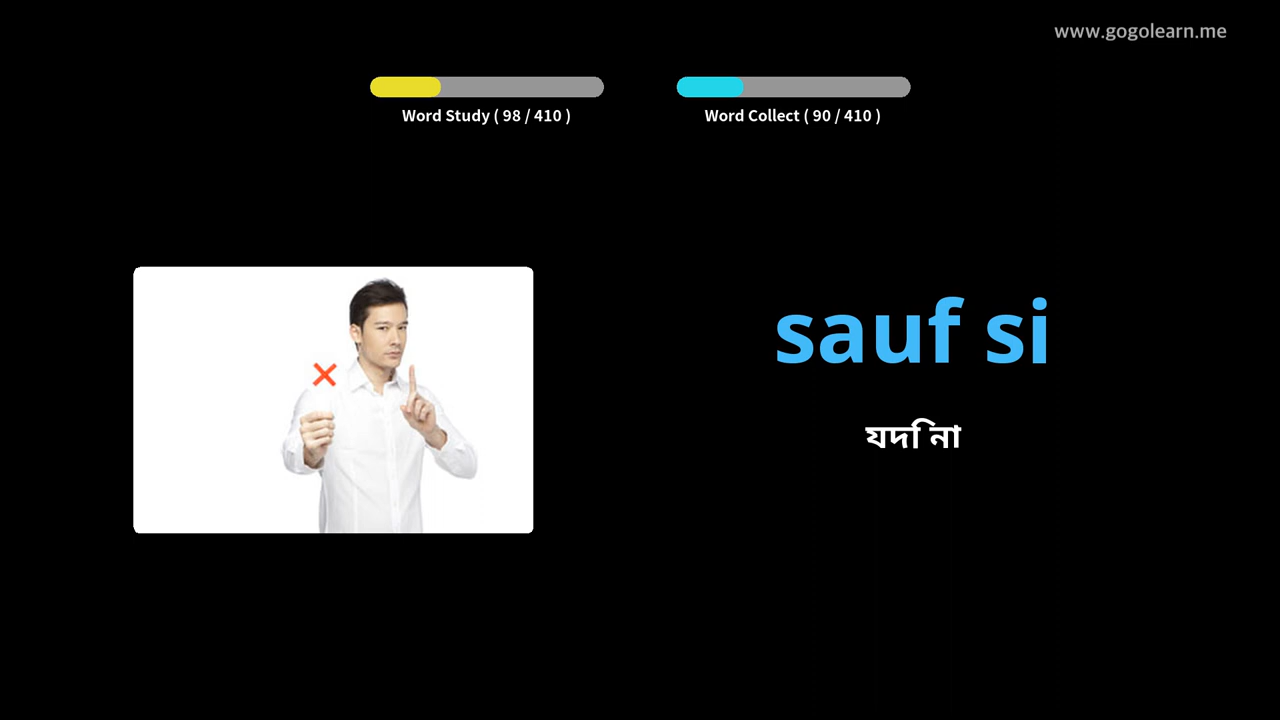 www.gogolearn.me
Word Study ( 98 / 410 )
Word Collect ( 90 / 410 )
sauf si
যদি না